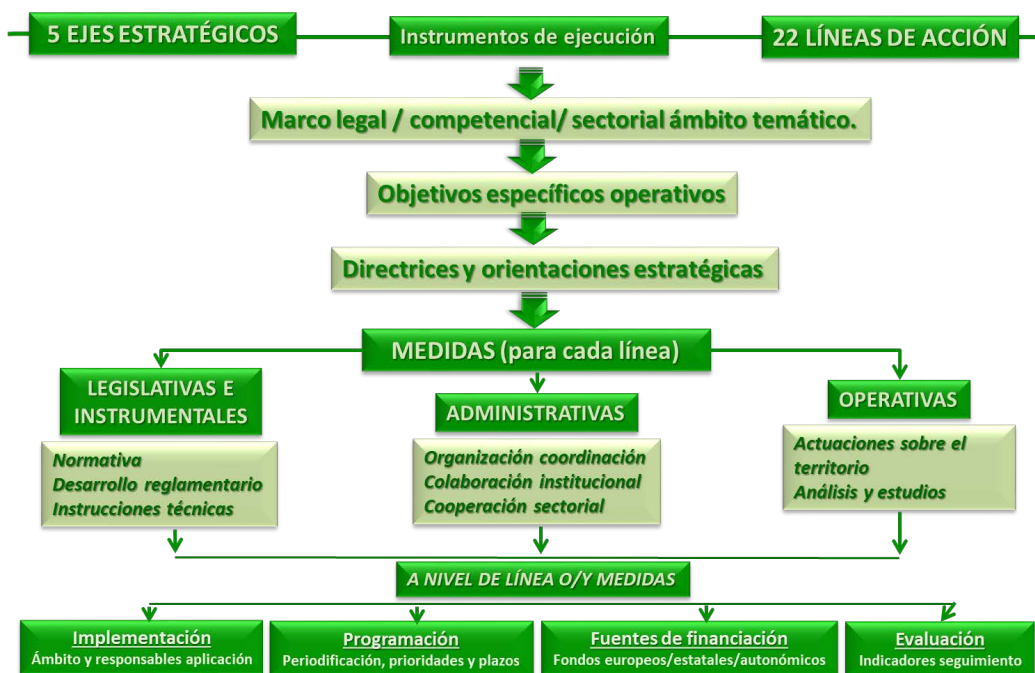 5 EJES ESTRATÉGICOS
Instrumentos de ejecución
22 LÍNEAS DE ACCIÓN
Marco legal / competencial/ sectorial ámbito temático.
Objetivos específicos operativos
Directrices y orientaciones estratégicas
MEDIDAS (para cada línea)
LEGISLATIVAS E
INSTRUMENTALES
Normativa
Desarrollo reglamentario
Instrucciones técnicas
ADMINISTRATIVAS
Organización coordinación
Colaboración institucional
Cooperación sectorial
OPERATIVAS
Actuaciones sobre el
territorio
Análisis y estudios
A NIVEL DE LÍNEA O/Y MEDIDAS
Implementación
Ámbito y responsables aplicación
Programación
Periodificación, prioridades y plazos
Fuentes de financiación
Fondos europeos/estatales/autonómicos
Evaluación
Indicadores seguimiento